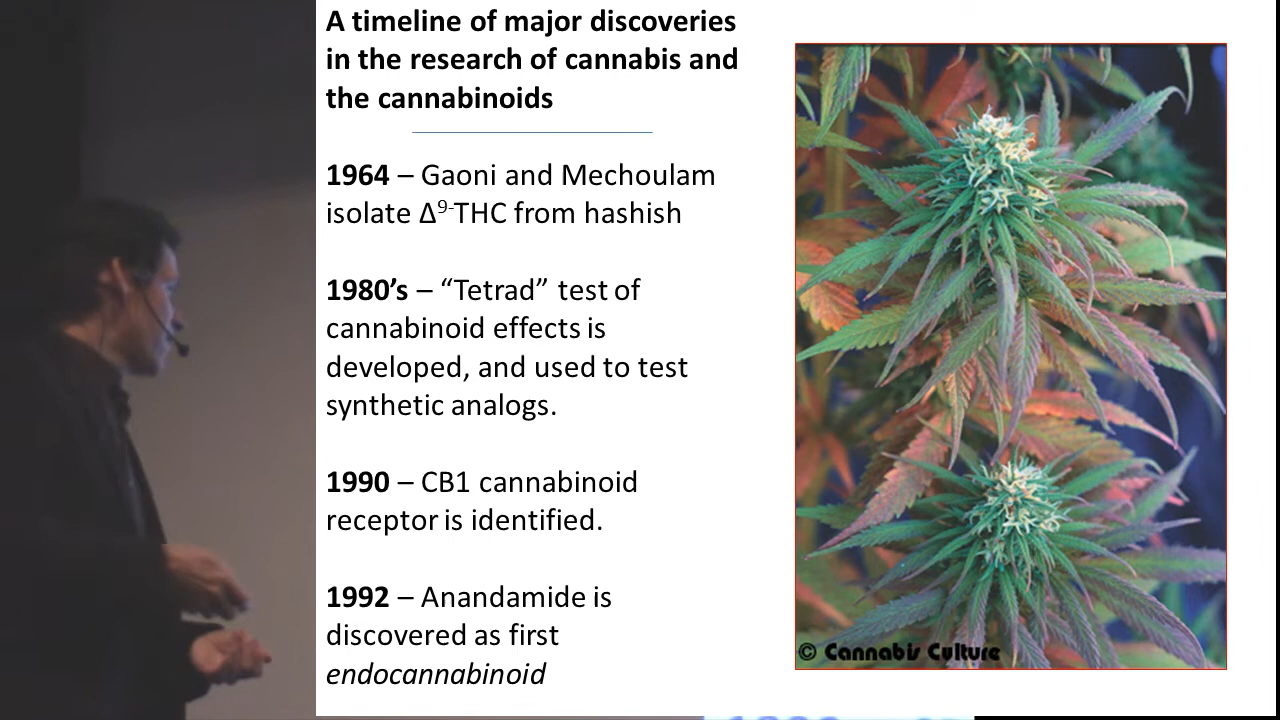 A timeline of major discoveries
in the research of cannabis and
the cannabinoids
1964 – Gaoni and Mechoulam
isolate Δ⁹⁻THC from hashish
1980’s – “Tetrad” test of
cannabinoid effects is
developed, and used to test
synthetic analogs.
1990 – CB1 cannabinoid
receptor is identified.
1992 – Anandamide is
discovered as first
endocannabinoid
© Cannabis Culture